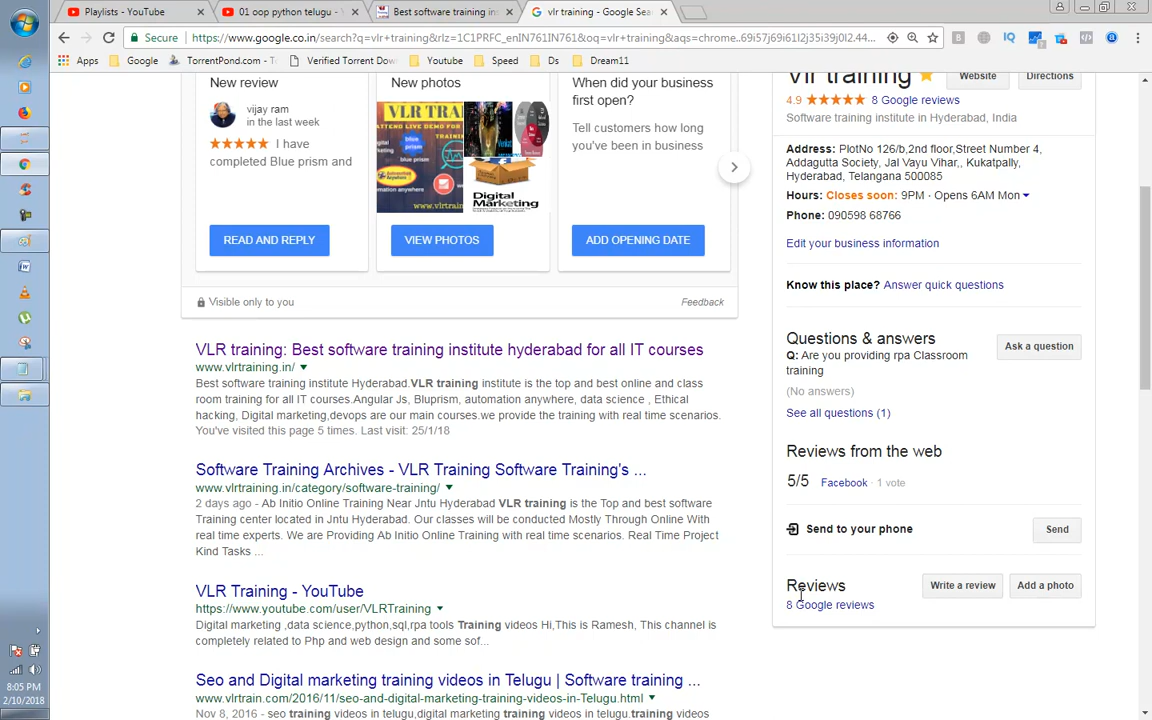 Playlists - YouTube
01 oop python telugu -
Best software training in
vlr training - Google Sea
Secure
https://www.google.co.in/search?q=vlr+training&rlz=1C1PRFC_enIN761IN761&oq=vlr+training&aqs=chrome..69i57j69i61l2j35i39j0l2.44...
Apps
Google
TorrentPond.com - To
Verified Torrent Dow
Youtube
Speed
Ds
Dream11
New review
vijay ram
in the last week
I have
completed Blue prism and
READ AND REPLY
New photos
VLR TRA
ATTEND LIVE DEMO FOR
Digital
Marketing
VIEW PHOTOS
When did your business
first open?
Tell customers how long
you've been in business
ADD OPENING DATE
Visible only to you
Feedback
VLR training: Best software training institute hyderabad for all IT courses
www.vlrtraining.in/
Best software training institute Hyderabad.VLR training institute is the top and best online and class
room training for all IT courses.Angular Js, Bluprism, automation anywhere, data science , Ethical
hacking, Digital marketing,devops are our main courses.we provide the training with real time scenarios.
You've visited this page 5 times. Last visit: 25/1/18
Software Training Archives - VLR Training Software Training's ...
www.vlrtraining.in/category/software-training/
2 days ago - Ab Initio Online Training Near Jntu Hyderabad VLR training is the Top and best software
Training center located in Jntu Hyderabad. Our classes will be conducted Mostly Through Online With
real time experts. We are Providing Ab Initio Online Training with real time scenarios. Real Time Project
Kind Tasks ...
VLR Training - YouTube
https://www.youtube.com/user/VLRTraining
Digital marketing ,data science,python,sql,rpa tools Training videos Hi,This is Ramesh, This channel is
completely related to Php and web design and some sof...
Seo and Digital marketing training videos in Telugu | Software training ...
www.vlrtrain.com/2016/11/seo-and-digital-marketing-training-videos-in-Telugu.html
Nov 8, 2016 - seo training videos in telugu,digital marketing training videos in telugu.training videos
vlr training
Website
Directions
4.9
8 Google reviews
Software training institute in Hyderabad, India
Address: PlotNo 126/b,2nd floor,Street Number 4,
Addagutta Society, Jal Vayu Vihar,, Kukatpally,
Hyderabad, Telangana 500085
Hours: Closes soon: 9PM · Opens 6AM Mon
Phone: 090598 68766
Edit your business information
Know this place? Answer quick questions
Questions & answers
Ask a question
Q: Are you providing rpa Classroom
training
(No answers)
See all questions (1)
Reviews from the web
5/5 Facebook · 1 vote
Send to your phone
Send
Reviews
Write a review
Add a photo
8 Google reviews
8:05 PM
2/10/2018